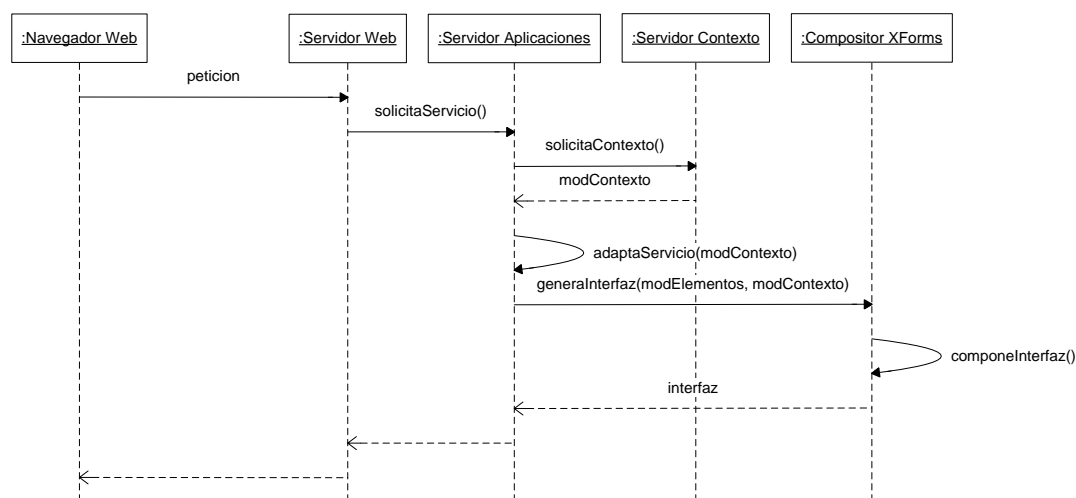 :Navegador Web
:Servidor Web
:Servidor Aplicaciones
:Servidor Contexto
:Compositor XForms
peticion
solicitaServicio()
solicitaContexto()
modContexto
adaptaServicio(modContexto)
generaInterfaz(modElementos, modContexto)
componeInterfaz()
interfaz